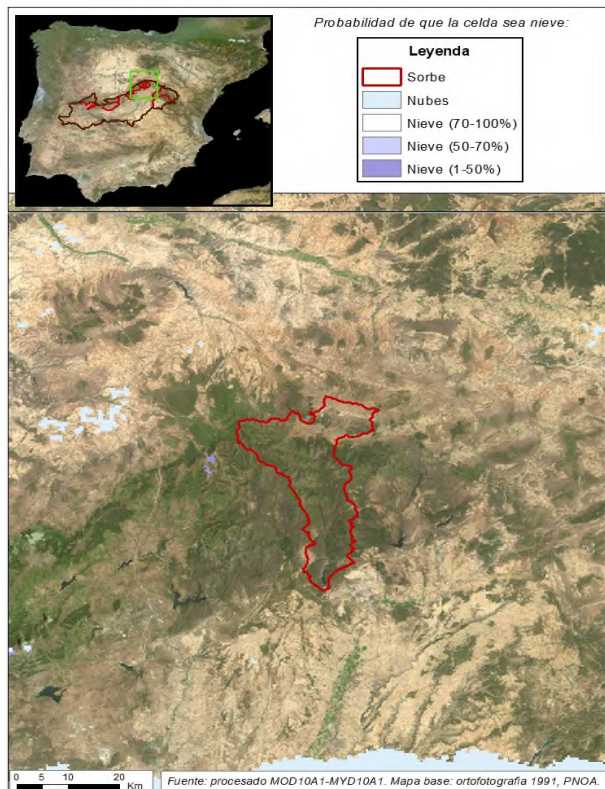 Probabilidad de que la celda sea nieve:
Leyenda
Sorbe
Nubes
Nieve (70-100%)
Nieve (50-70%)
Nieve (1-50%)
0 5 10 20
Km
Fuente: procesado MOD10A1-MYD10A1. Mapa base: ortofotografía 1991, PNOA.